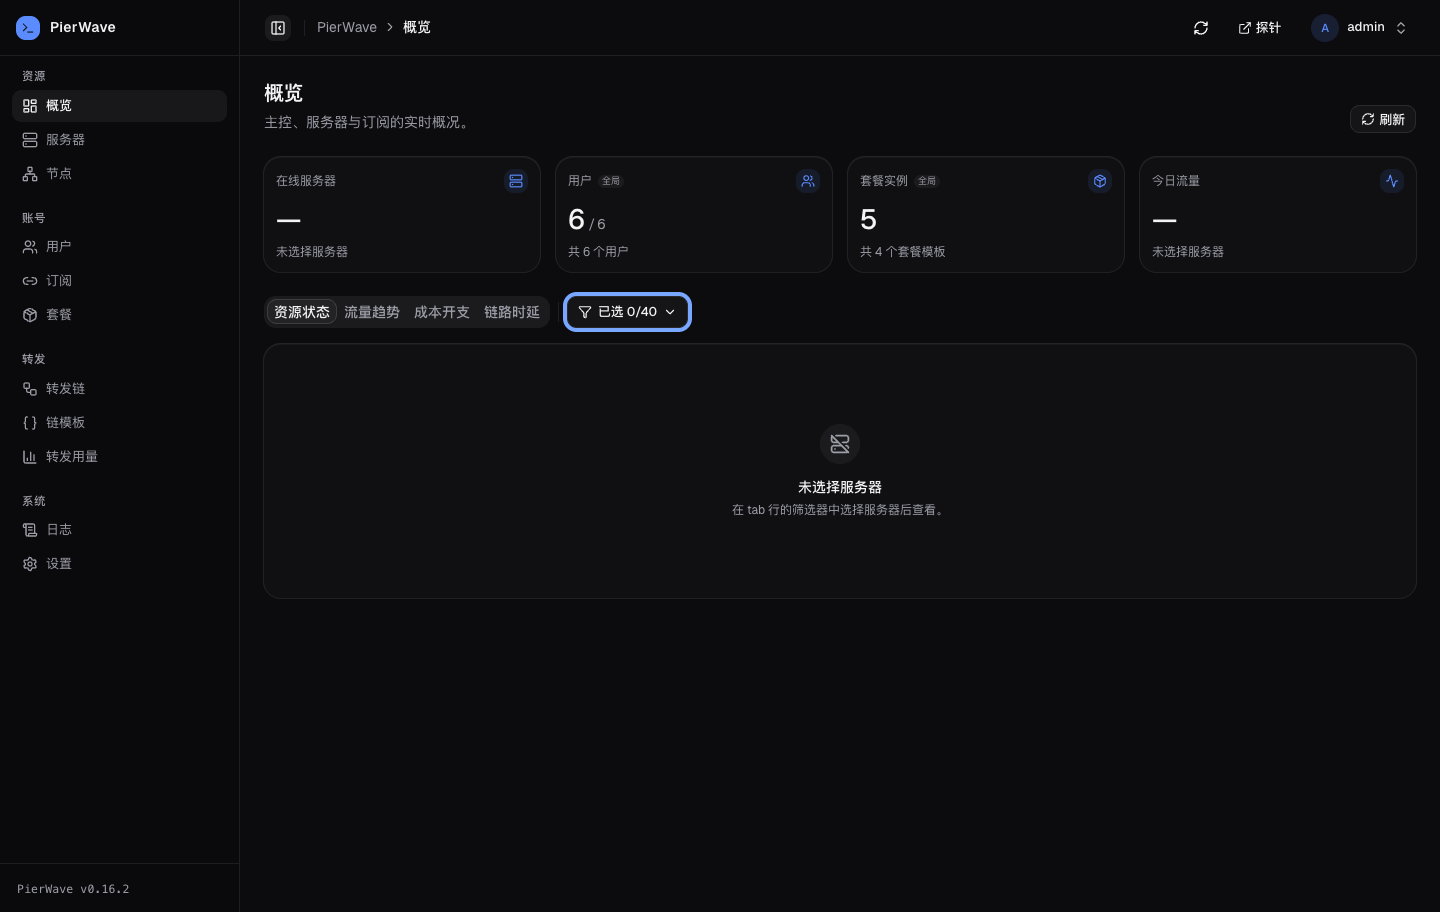 PierWave
PierWave > 概览
探针
A admin
资源
概览
服务器
节点
账号
用户
订阅
套餐
转发
转发链
链模板
转发用量
系统
日志
设置
PierWave v0.16.2
概览
主控、服务器与订阅的实时概况。
刷新
在线服务器
—
未选择服务器
用户 全局
6 / 6
共 6 个用户
套餐实例 全局
5
共 4 个套餐模板
今日流量
—
未选择服务器
资源状态 流量趋势 成本开支 链路时延 已选 0/40
未选择服务器
在 tab 行的筛选器中选择服务器后查看。